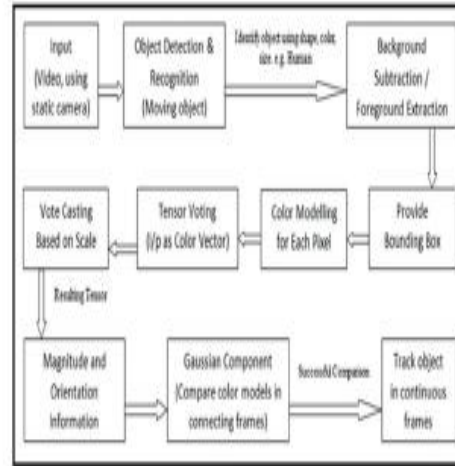 Input
(Video, using
static camera)
Object Detection &
Recognition
(Moving object)
Identify object using shape, color,
size. e.g. Human
Background
Subtraction /
Foreground Extraction
Provide
Bounding Box
Color Modelling
for Each Pixel
Tensor Voting
(I/p as Color Vector)
Vote Casting
Based on Scale
Resulting Tensor
Magnitude and
Orientation
Information
Gaussian Component
(Compare color models in
connecting frames)
Successful Comparison
Track object
in continuous
frames